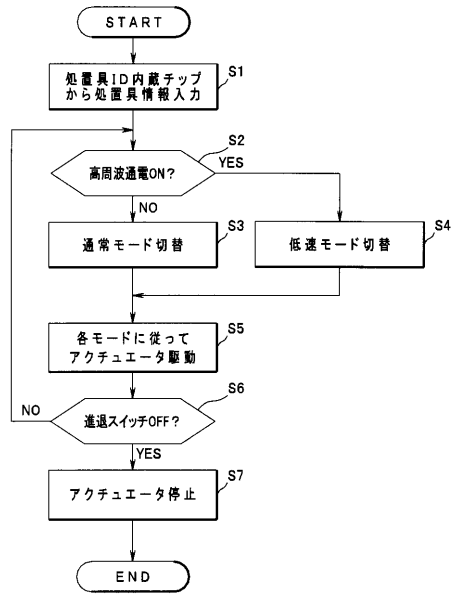 START
S1
処置具ID内蔵チップ
から処置具情報入力
S2
高周波通電ON?
YES
NO
S3
通常モード切替
S4
低速モード切替
S5
各モードに従って
アクチュエータ駆動
S6
進退スイッチOFF?
NO
YES
S7
アクチュエータ停止
END